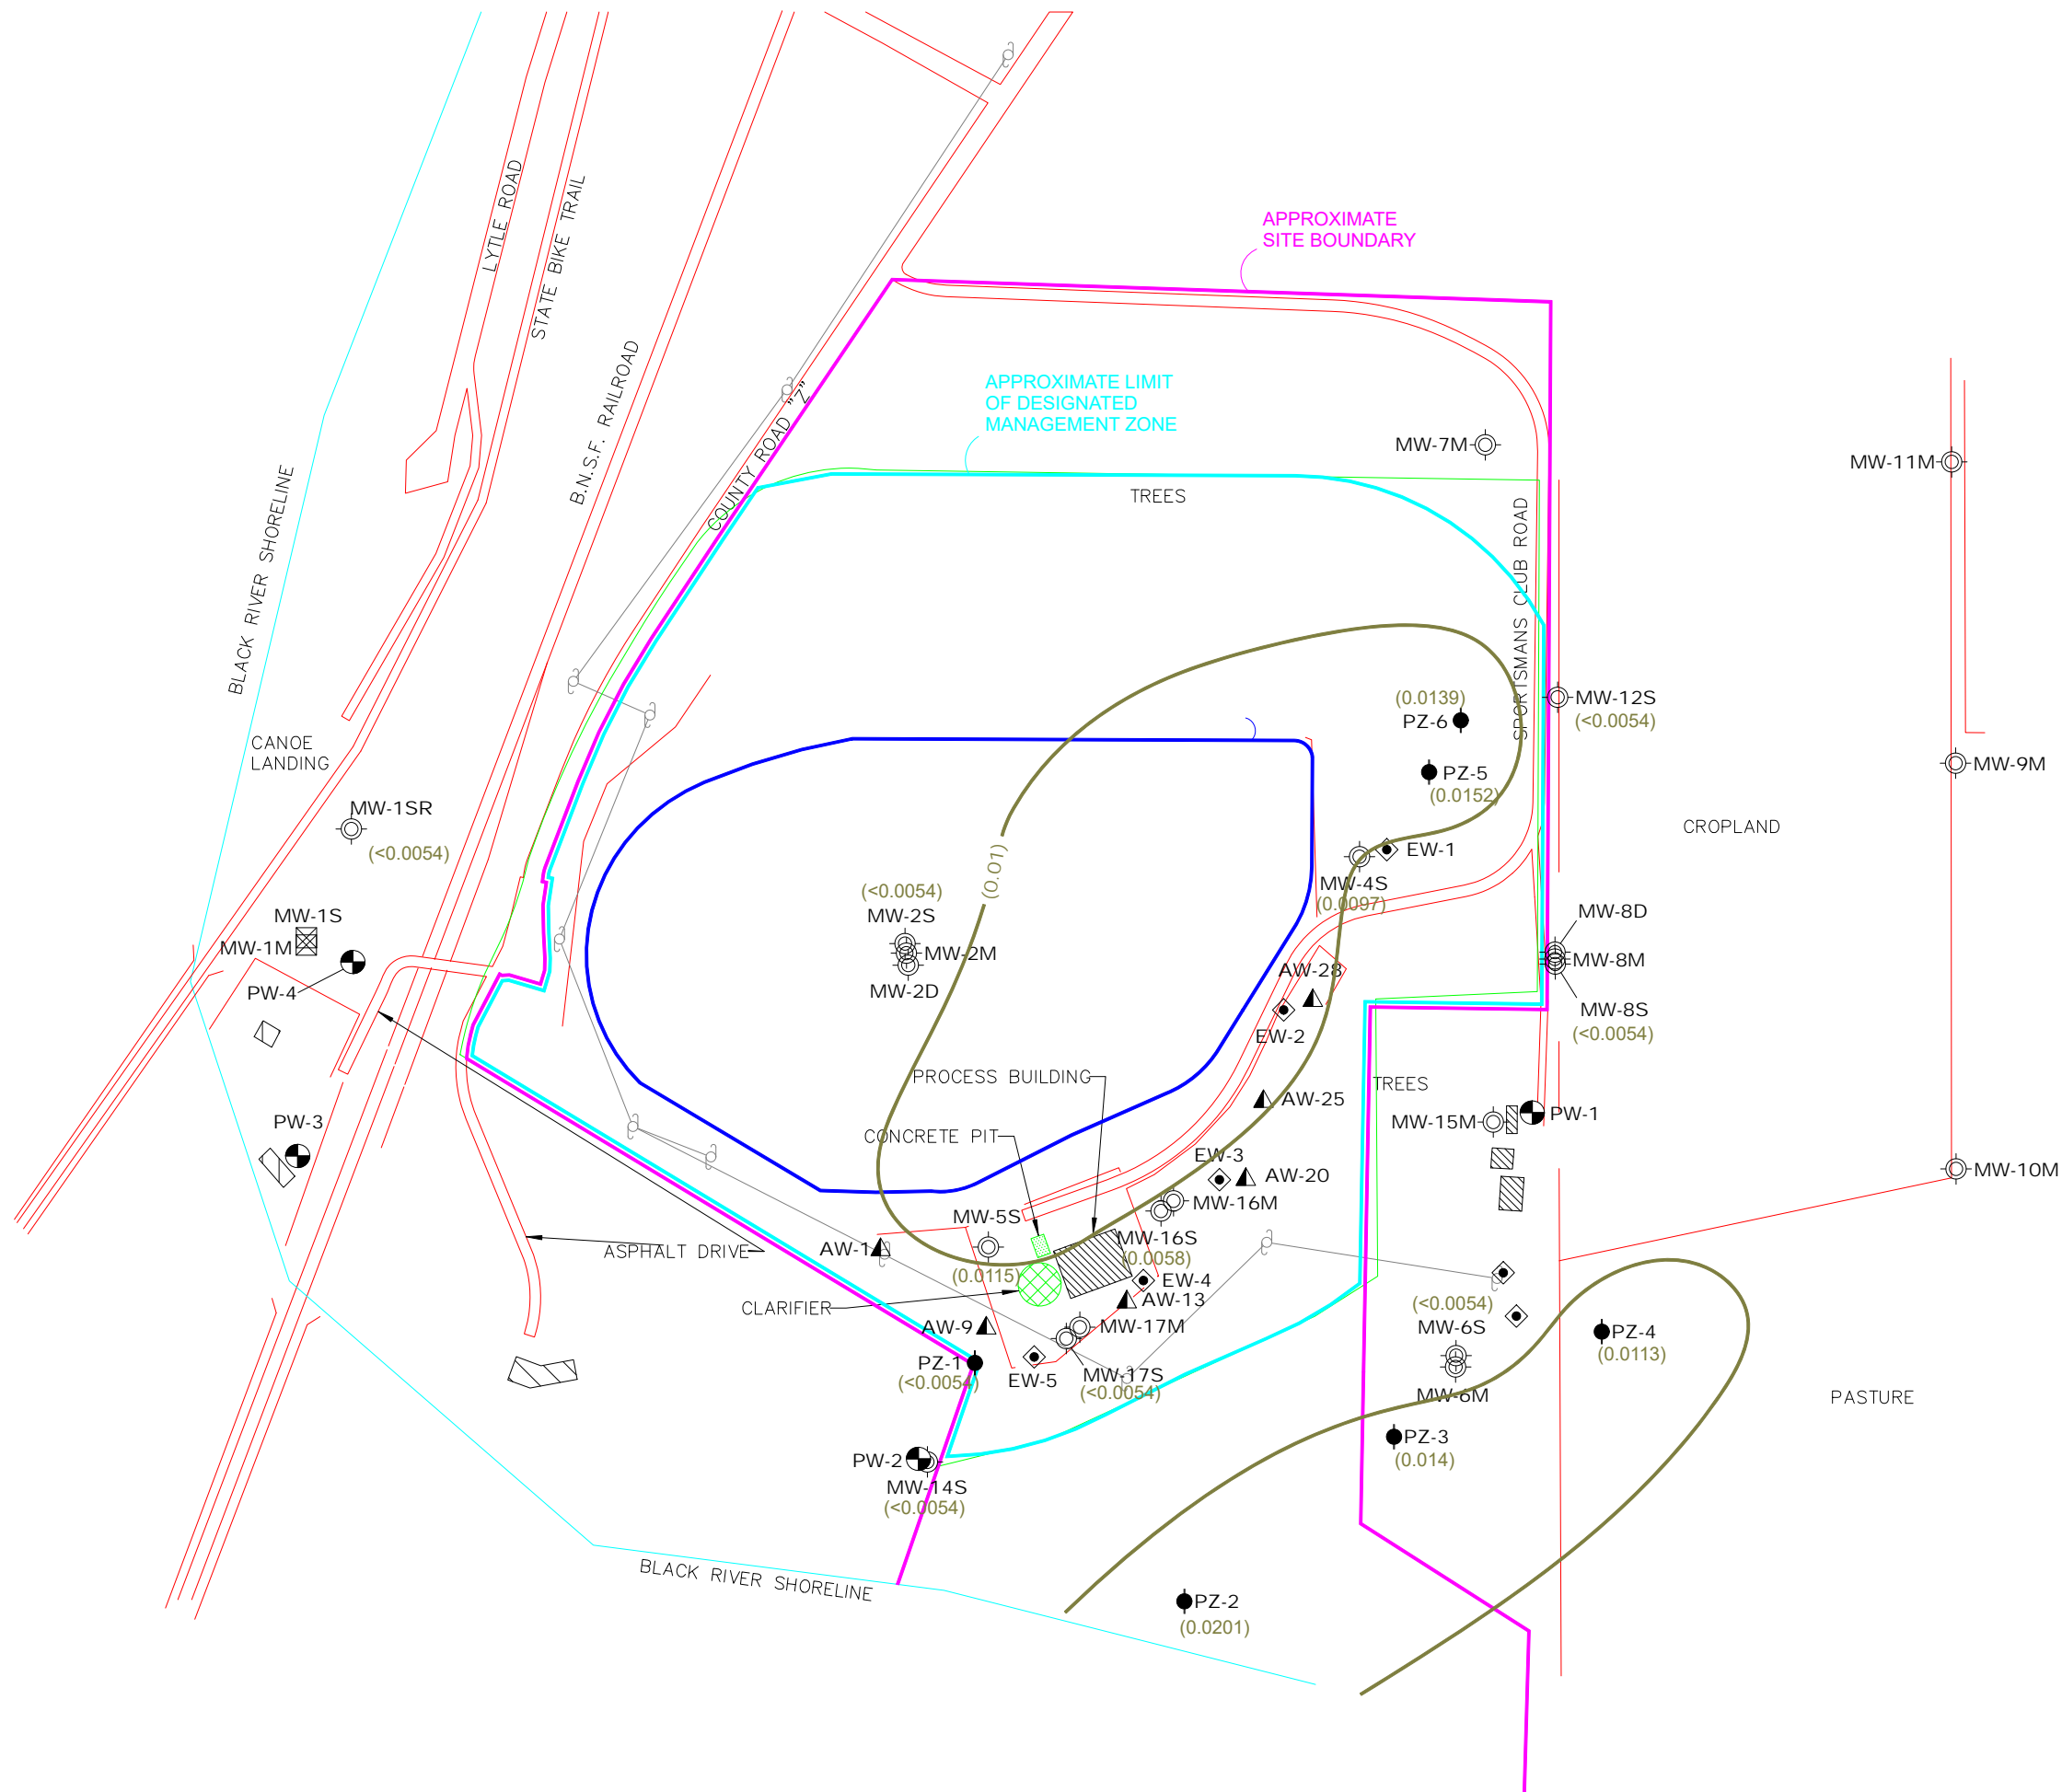 APPROXIMATE
SITE BOUNDARY
LYTLE ROAD
STATE BIKE TRAIL
B.N.S.F. RAILROAD
COUNTY ROAD "Z"
APPROXIMATE LIMIT
OF DESIGNATED
MANAGEMENT ZONE
MW-7M
MW-11M
TREES
BLACK RIVER SHORELINE
SPORTSMANS CLUB ROAD
(0.0139)
PZ-6
MW-12S
(<0.0054)
CANOE
LANDING
PZ-5
(0.0152)
MW-9M
MW-1SR
(<0.0054)
CROPLAND
(0.01)
EW-1
MW-4S
(0.0097)
(<0.0054)
MW-2S
MW-2M
MW-2D
MW-1S
MW-1M
PW-4
MW-8D
MW-8M
MW-8S
(<0.0054)
AW-28
EW-2
PROCESS BUILDING
TREES
AW-25
PW-3
CONCRETE PIT
MW-15M
PW-1
EW-3
AW-20
MW-10M
MW-16M
MW-5S
MW-16S
(0.0058)
AW-1
ASPHALT DRIVE
(0.0115)
EW-4
CLARIFIER
AW-13
(<0.0054)
MW-6S
MW-6M
AW-9
MW-17M
PZ-4
(0.0113)
PZ-1
(<0.0054)
EW-5
MW-17S
(<0.0054)
PASTURE
PZ-3
(0.014)
PW-2
MW-14S
(<0.0054)
BLACK RIVER SHORELINE
PZ-2
(0.0201)